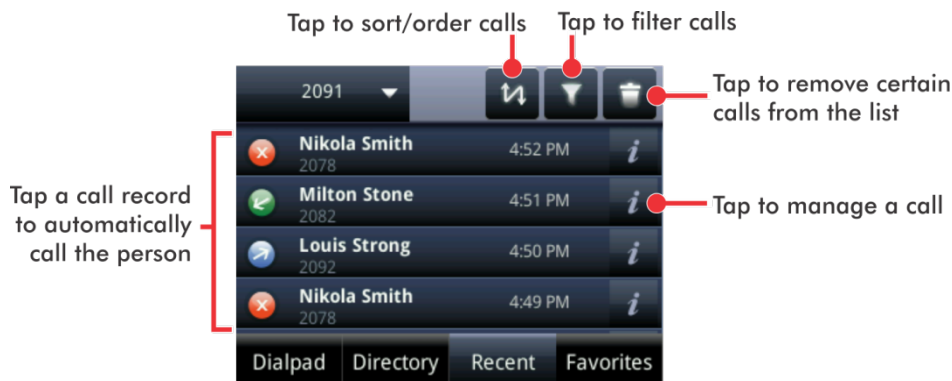 Tap to sort/order calls
Tap to filter calls
2091
Tap to remove certain
calls from the list
Nikola Smith
4:52 PM
i
2078
Tap a call record
to automatically
call the person
Milton Stone
4:51 PM
i
2082
Tap to manage a call
Louis Strong
4:50 PM
i
2092
Nikola Smith
4:49 PM
i
2078
Dialpad
Directory
Recent
Favorites